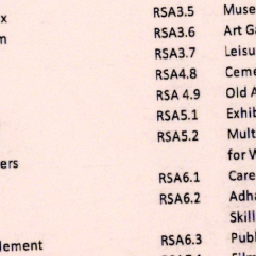 x RSA3.5 Muse
m RSA3.6 Art Ga
RSA3.7 Leisu
RSA4.8 Ceme
RSA 4.9 Old A
RSA5.1 Exhib
RSA5.2 Mult
ers for W
RSA6.1 Care
RSA6.2 Adha
Skill
lement RSA6.3 Publ